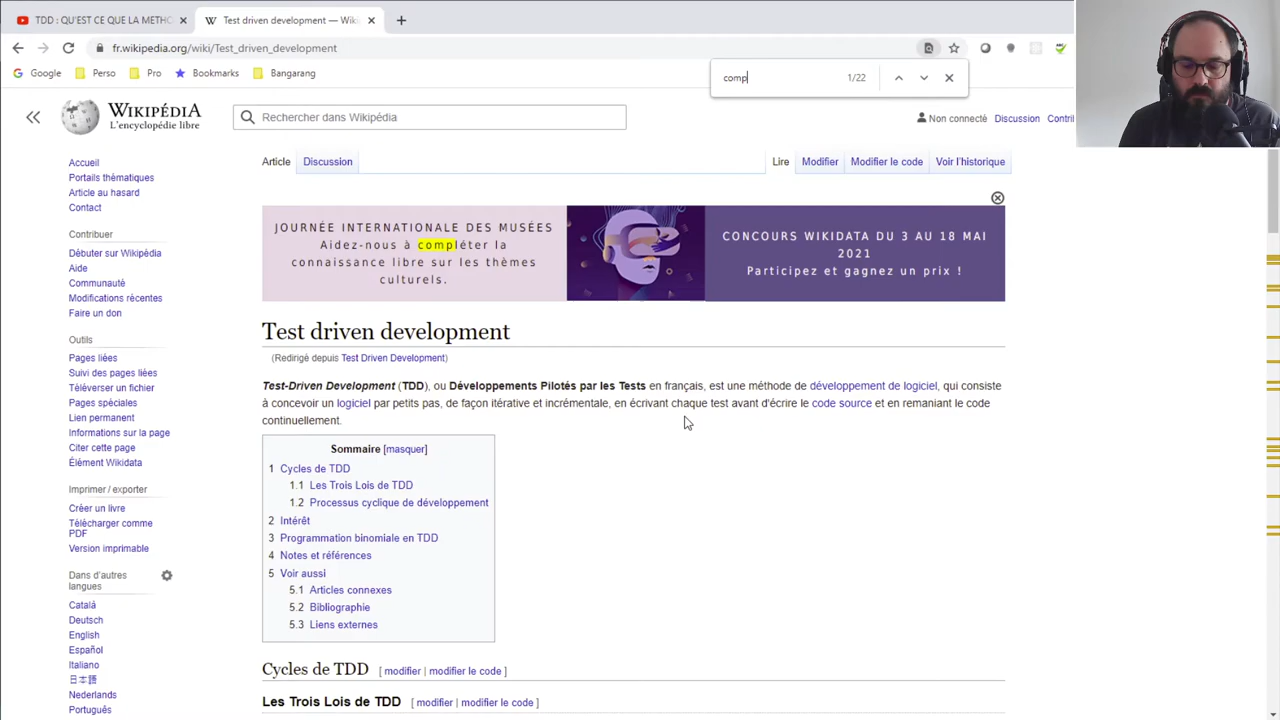 TDD : QU'EST CE QUE LA METHO
Test driven development — Wiki
fr.wikipedia.org/wiki/Test_driven_development
Google
Perso
Pro
Bookmarks
Bangarang
comp
1/22
WIKIPÉDIA
L'encyclopédie libre
Rechercher dans Wikipédia
Non connecté
Discussion
Contril
Article
Discussion
Lire
Modifier
Modifier le code
Voir l'historique
Accueil
Portails thématiques
Article au hasard
Contact
Contribuer
Débuter sur Wikipédia
Aide
Communauté
Modifications récentes
Faire un don
Outils
Pages liées
Suivi des pages liées
Téléverser un fichier
Pages spéciales
Lien permanent
Informations sur la page
Citer cette page
Élément Wikidata
Imprimer / exporter
Créer un livre
Télécharger comme
PDF
Version imprimable
Dans d'autres
langues
Català
Deutsch
English
Español
Italiano
日本語
Nederlands
Português
JOURNÉE INTERNATIONALE DES MUSÉES
Aidez-nous à compléter la
connaissance libre sur les thèmes
culturels.
CONCOURS WIKIDATA DU 3 AU 18 MAI
2021
Participez et gagnez un prix !
Test driven development
(Redirigé depuis Test Driven Development)
Test-Driven Development (TDD), ou Développements Pilotés par les Tests en français, est une méthode de développement de logiciel, qui consiste
à concevoir un logiciel par petits pas, de façon itérative et incrémentale, en écrivant chaque test avant d'écrire le code source et en remaniant le code
continuellement.
Sommaire [masquer]
1 Cycles de TDD
1.1 Les Trois Lois de TDD
1.2 Processus cyclique de développement
2 Intérêt
3 Programmation binomiale en TDD
4 Notes et références
5 Voir aussi
5.1 Articles connexes
5.2 Bibliographie
5.3 Liens externes
Cycles de TDD [ modifier | modifier le code ]
Les Trois Lois de TDD [ modifier | modifier le code ]